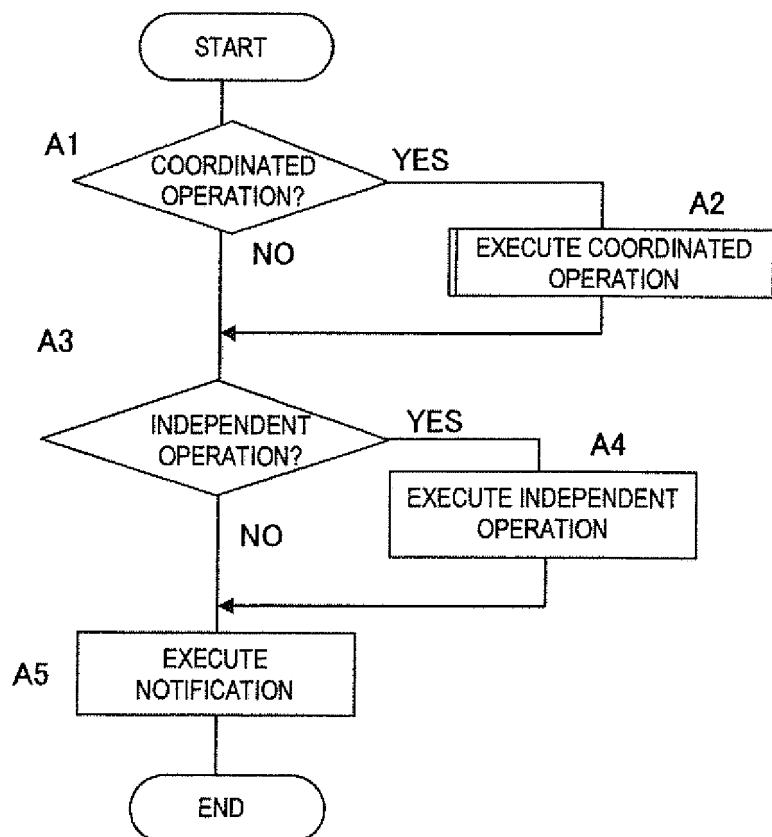 START
A1
COORDINATED
OPERATION?
YES
A2
EXECUTE COORDINATED
OPERATION
NO
A3
INDEPENDENT
OPERATION?
YES
A4
EXECUTE INDEPENDENT
OPERATION
NO
A5
EXECUTE
NOTIFICATION
END